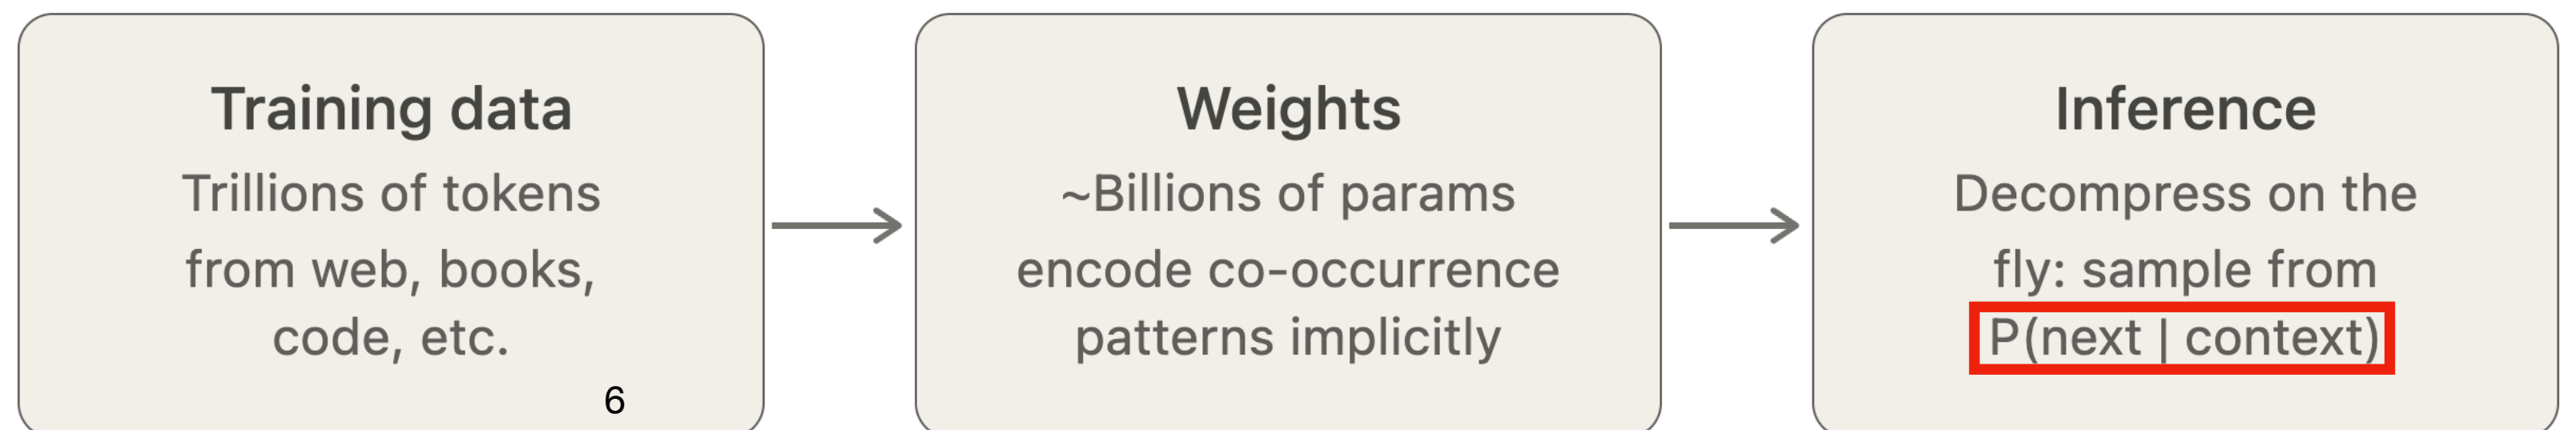 Training data
Trillions of tokens
from web, books,
code, etc.
6
Weights
~Billions of params
encode co-occurrence
patterns implicitly
Inference
Decompress on the
fly: sample from
P(next | context)